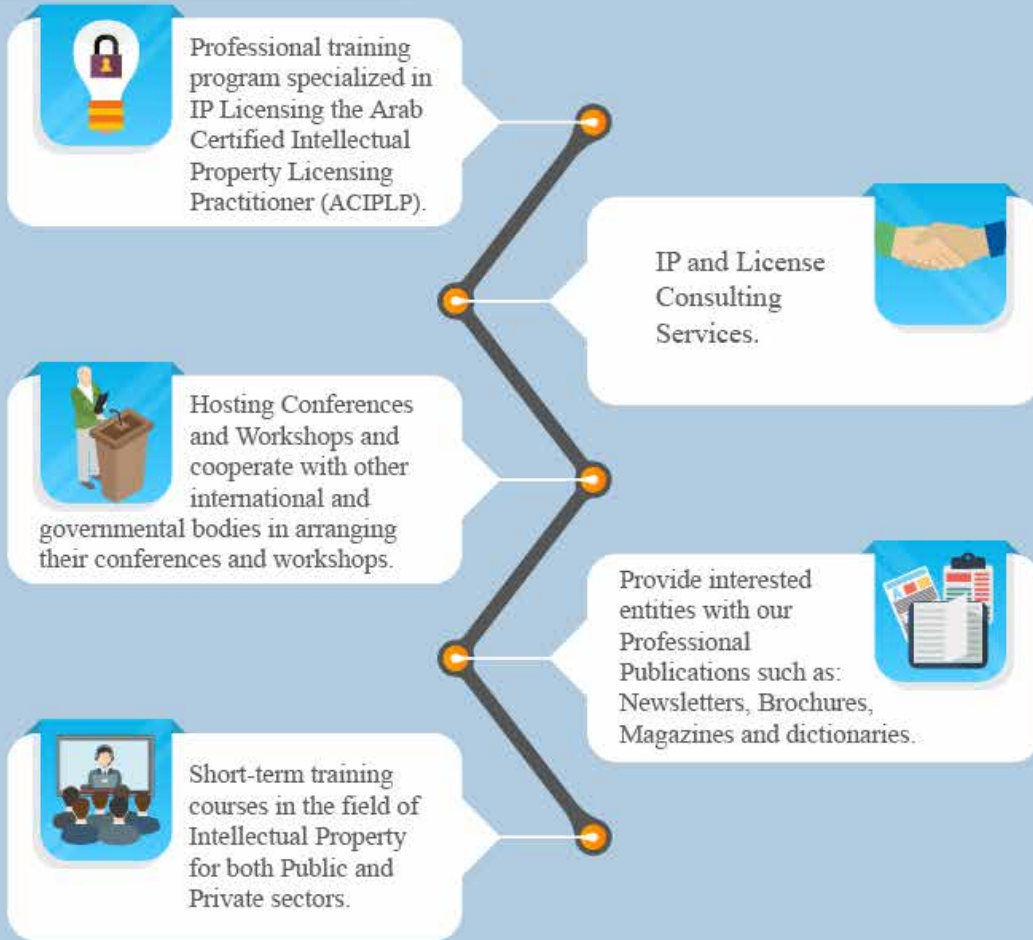 Professional training
program specialized in
IP Licensing the Arab
Certified Intellectual
Property Licensing
Practitioner (ACIPLP).
IP and License
Consulting
Services.
Hosting Conferences
and Workshops and
cooperate with other
international and
governmental bodies in arranging
their conferences and workshops.
Provide interested
entities with our
Professional
Publications such as:
Newsletters, Brochures,
Magazines and dictionaries.
Short-term training
courses in the field of
Intellectual Property
for both Public and
Private sectors.